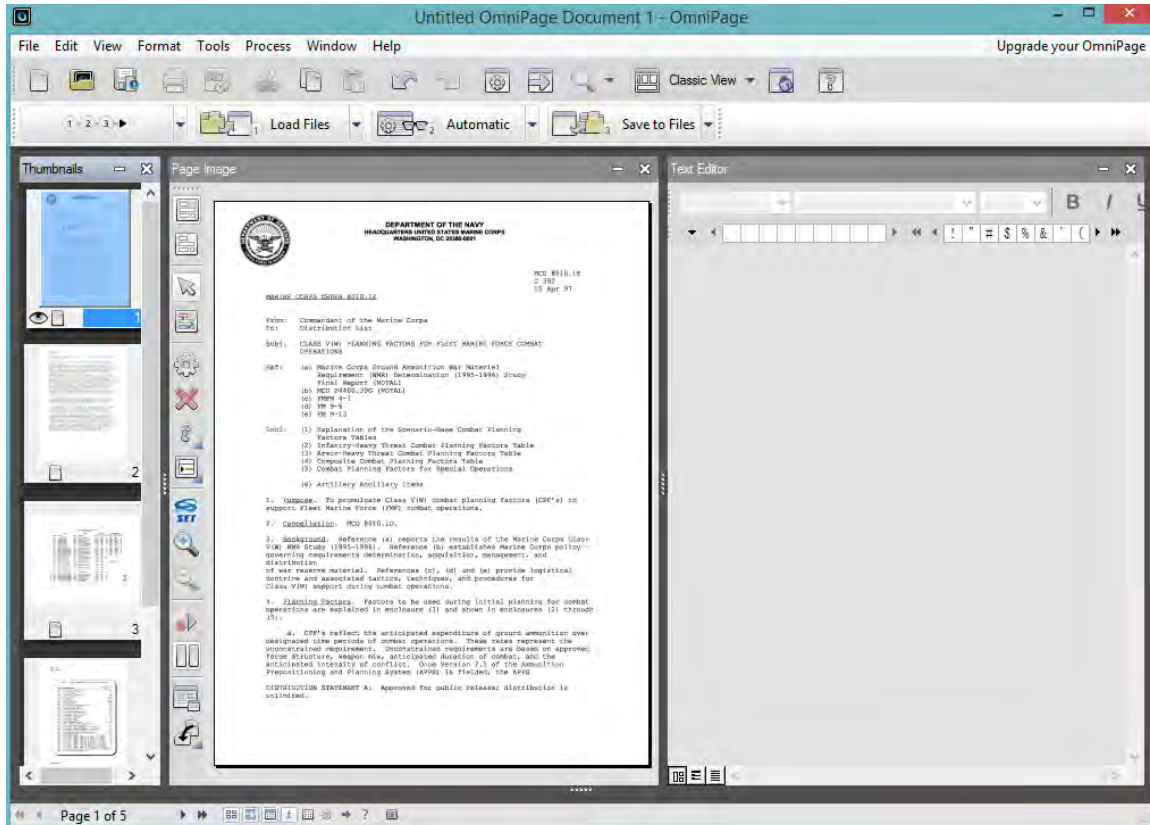 Untitled OmniPage Document 1 - OmniPage
File Edit View Format Tools Process Window Help Upgrade your OmniPage
Classic View
1 - 2 - 3 1 Load Files 2 Automatic 3 Save to Files
Thumbnails Page Image Text Editor
B I U
! " # $ % & ' (
DEPARTMENT OF THE NAVY
HEADQUARTERS UNITED STATES MARINE CORPS
WASHINGTON, DC 20380-0001
MCO 8010.1E
C 392
15 Apr 97
MARINE CORPS ORDER 8010.1E
From: Commandant of the Marine Corps
To: Distribution List
Subj: CLASS V(W) PLANNING FACTORS FOR FLEET MARINE FORCE COMBAT
OPERATIONS
Ref: (a) Marine Corps Ground Ammunition War Materiel
Requirement (WMR) Determination (1995-1996) Study
Final Report (NOTAL)
(b) MCO P4400.39G (NOTAL)
(c) FMFM 4-1
(d) FM 9-6
(e) FM 9-13
Encl: (1) Explanation of the Scenario-Base Combat Planning
Factors Tables
(2) Infantry-Heavy Threat Combat Planning Factors Table
(3) Armor-Heavy Threat Combat Planning Factors Table
(4) Composite Combat Planning Factors Table
(5) Combat Planning Factors for Special Operations
(6) Artillery Ancillary Items
1. Purpose. To promulgate Class V(W) combat planning factors (CPF's) to
support Fleet Marine Force (FMF) combat operations.
2. Cancellation. MCO 8010.1D.
3. Background. Reference (a) reports the results of the Marine Corps Class
V(W) WMR Study (1995-1996). Reference (b) establishes Marine Corps policy
governing requirements determination, acquisition, management, and
distribution
of war reserve materiel. References (c), (d) and (e) provide logistical
doctrine and associated tactics, techniques, and procedures for
Class V(W) support during combat operations.
4. Planning Factors. Factors to be used during initial planning for combat
operations are explained in enclosure (1) and shown in enclosures (2) through
(5).
a. CPF's reflect the anticipated expenditure of ground ammunition over
designated time periods of combat operations. These rates represent the
unconstrained requirement. Unconstrained requirements are based on approved
force structure, weapon mix, anticipated duration of combat, and the
anticipated intensity of conflict. Once Version 2.1 of the Ammunition
Prepositioning and Planning System (APPS) is fielded, the APPS
DISTRIBUTION STATEMENT A: Approved for public release; distribution is
unlimited.
SET
1
2
3
Page 1 of 5